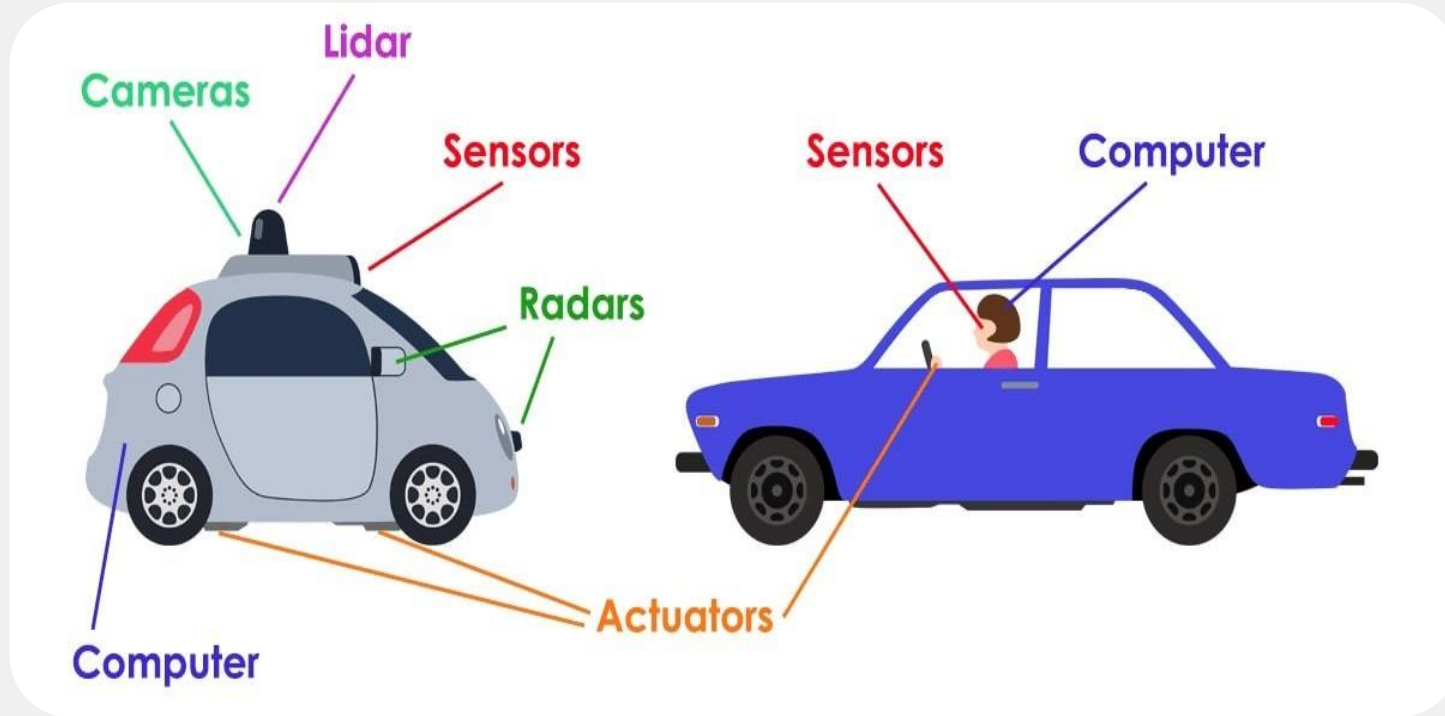 Lidar
Cameras
Sensors
Sensors
Computer
Radars
Actuators
Computer